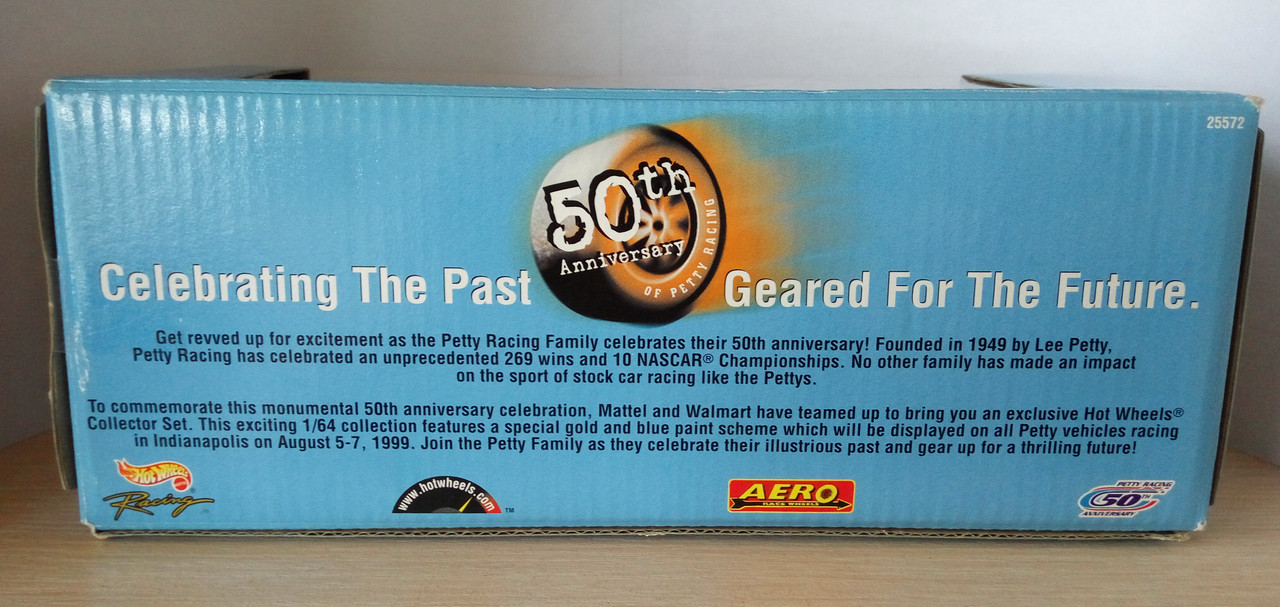 25572
50th
Anniversary
OF PETTY RACING
Celebrating The Past
Geared For The Future.
Get revved up for excitement as the Petty Racing Family celebrates their 50th anniversary! Founded in 1949 by Lee Petty,
Petty Racing has celebrated an unprecedented 269 wins and 10 NASCAR® Championships. No other family has made an impact
on the sport of stock car racing like the Pettys.
To commemorate this monumental 50th anniversary celebration, Mattel and Walmart have teamed up to bring you an exclusive Hot Wheels®
Collector Set. This exciting 1/64 collection features a special gold and blue paint scheme which will be displayed on all Petty vehicles racing
in Indianapolis on August 5-7, 1999. Join the Petty Family as they celebrate their illustrious past and gear up for a thrilling future!
Hot Wheels
Racing
www.hotwheels.com
TM
AERO
RACE WHEELS
PETTY RACING
50TH
ANNIVERSARY